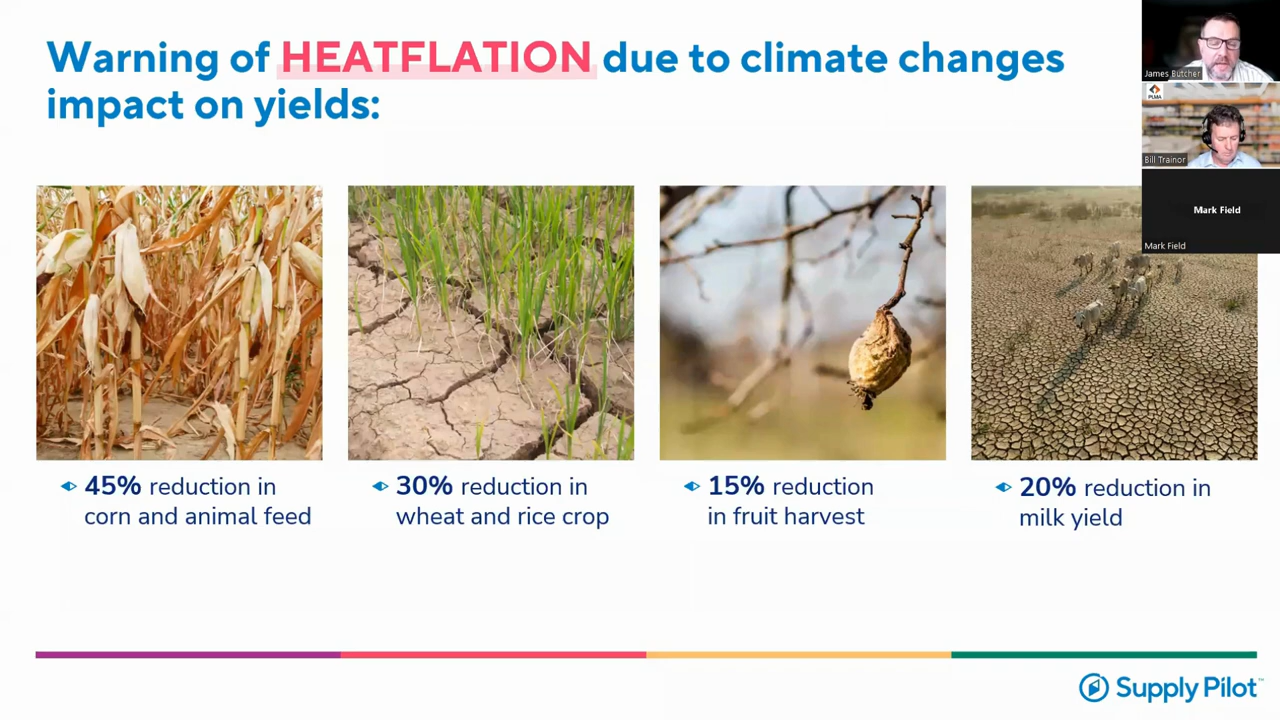 Warning of HEATFLATION due to climate changes
impact on yields:
45% reduction in
corn and animal feed
30% reduction in
wheat and rice crop
15% reduction
in fruit harvest
20% reduction in
milk yield
Supply Pilot™
James Butcher
PLMA
Bill Trainor
Mark Field
Mark Field